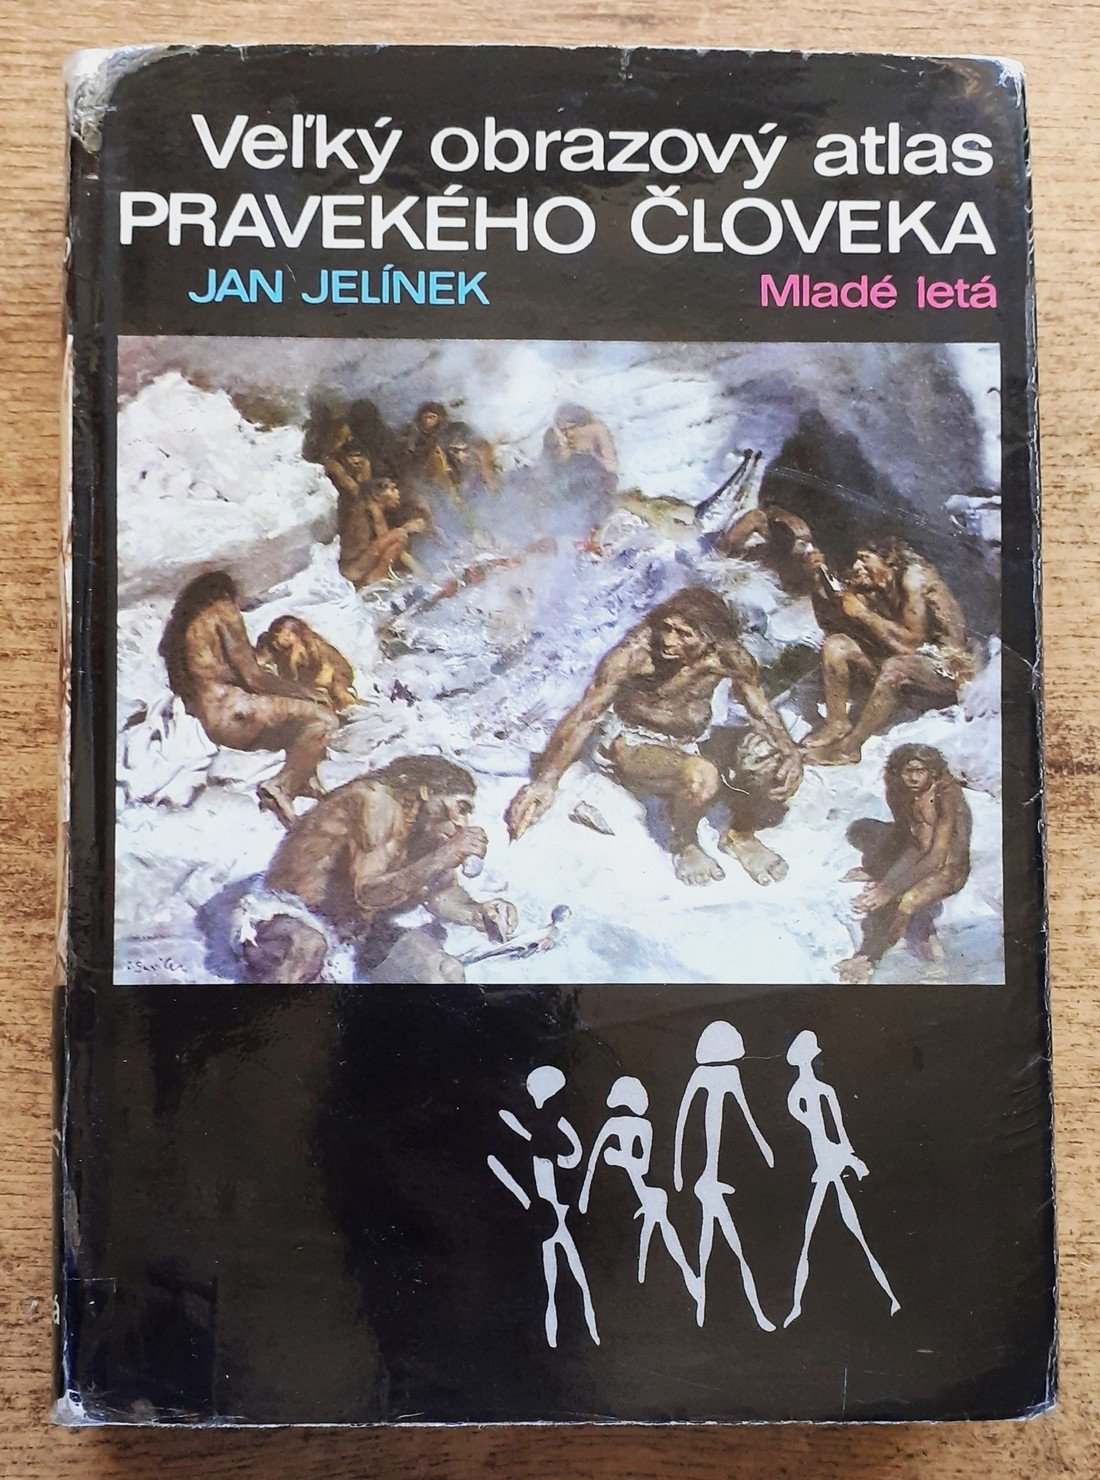 Veľký obrazový atlas
PRAVEKÉHO ČLOVEKA
JAN JELÍNEK Mladé letá